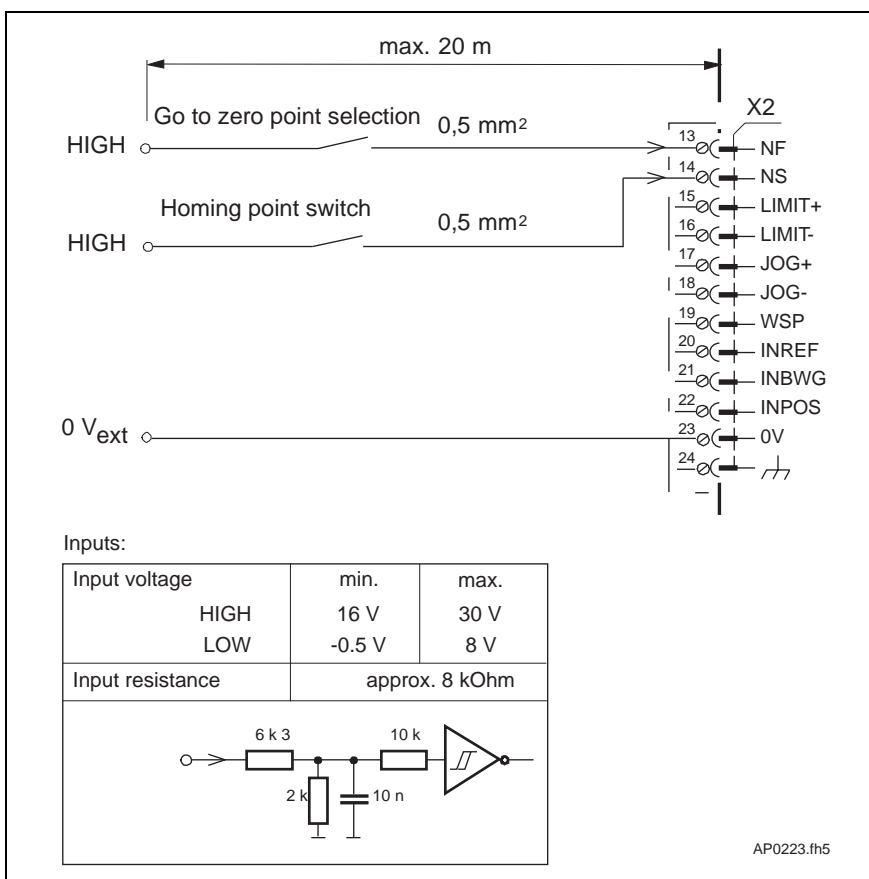 max. 20 m
X2
Go to zero point selection
0,5 mm2
HIGH
13
NF
14
NS
Homing point switch
0,5 mm2
HIGH
15
LIMIT+
16
LIMIT-
17
JOG+
18
JOG-
19
WSP
20
INREF
21
INBWG
22
INPOS
0 Vext
23
0V
24
Inputs:
Input voltage min. max.
HIGH 16 V 30 V
LOW -0.5 V 8 V
Input resistance approx. 8 kOhm
6 k 3 10 k
2 k 10 n
AP0223.fh5